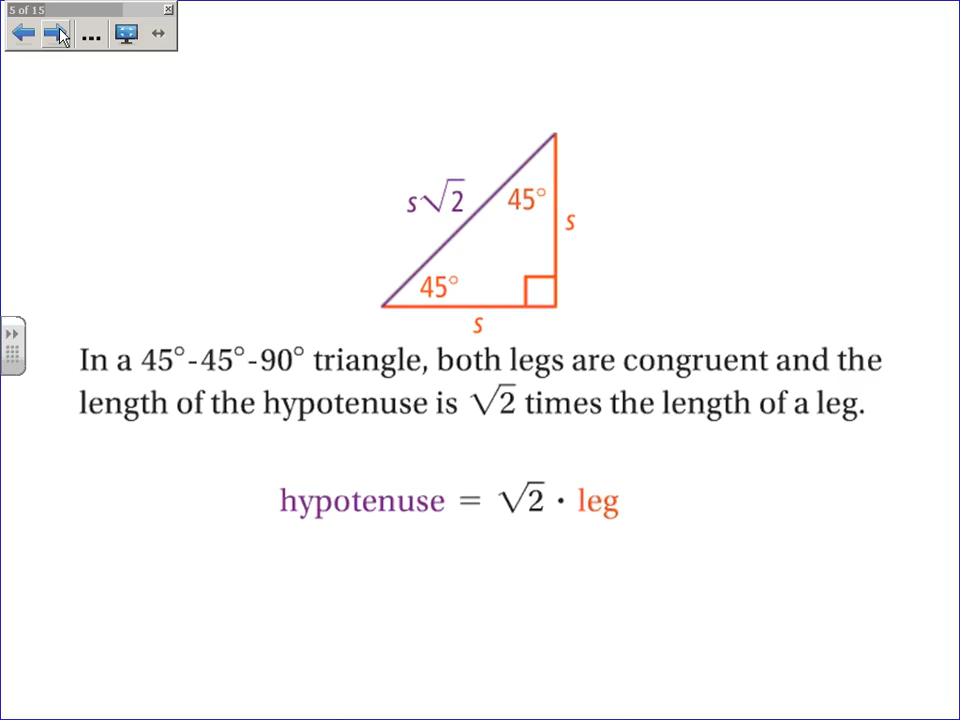 5 of 15
...
s√2
45°
s
45°
s
In a 45°-45°-90° triangle, both legs are congruent and the
length of the hypotenuse is √2 times the length of a leg.
hypotenuse = √2 · leg